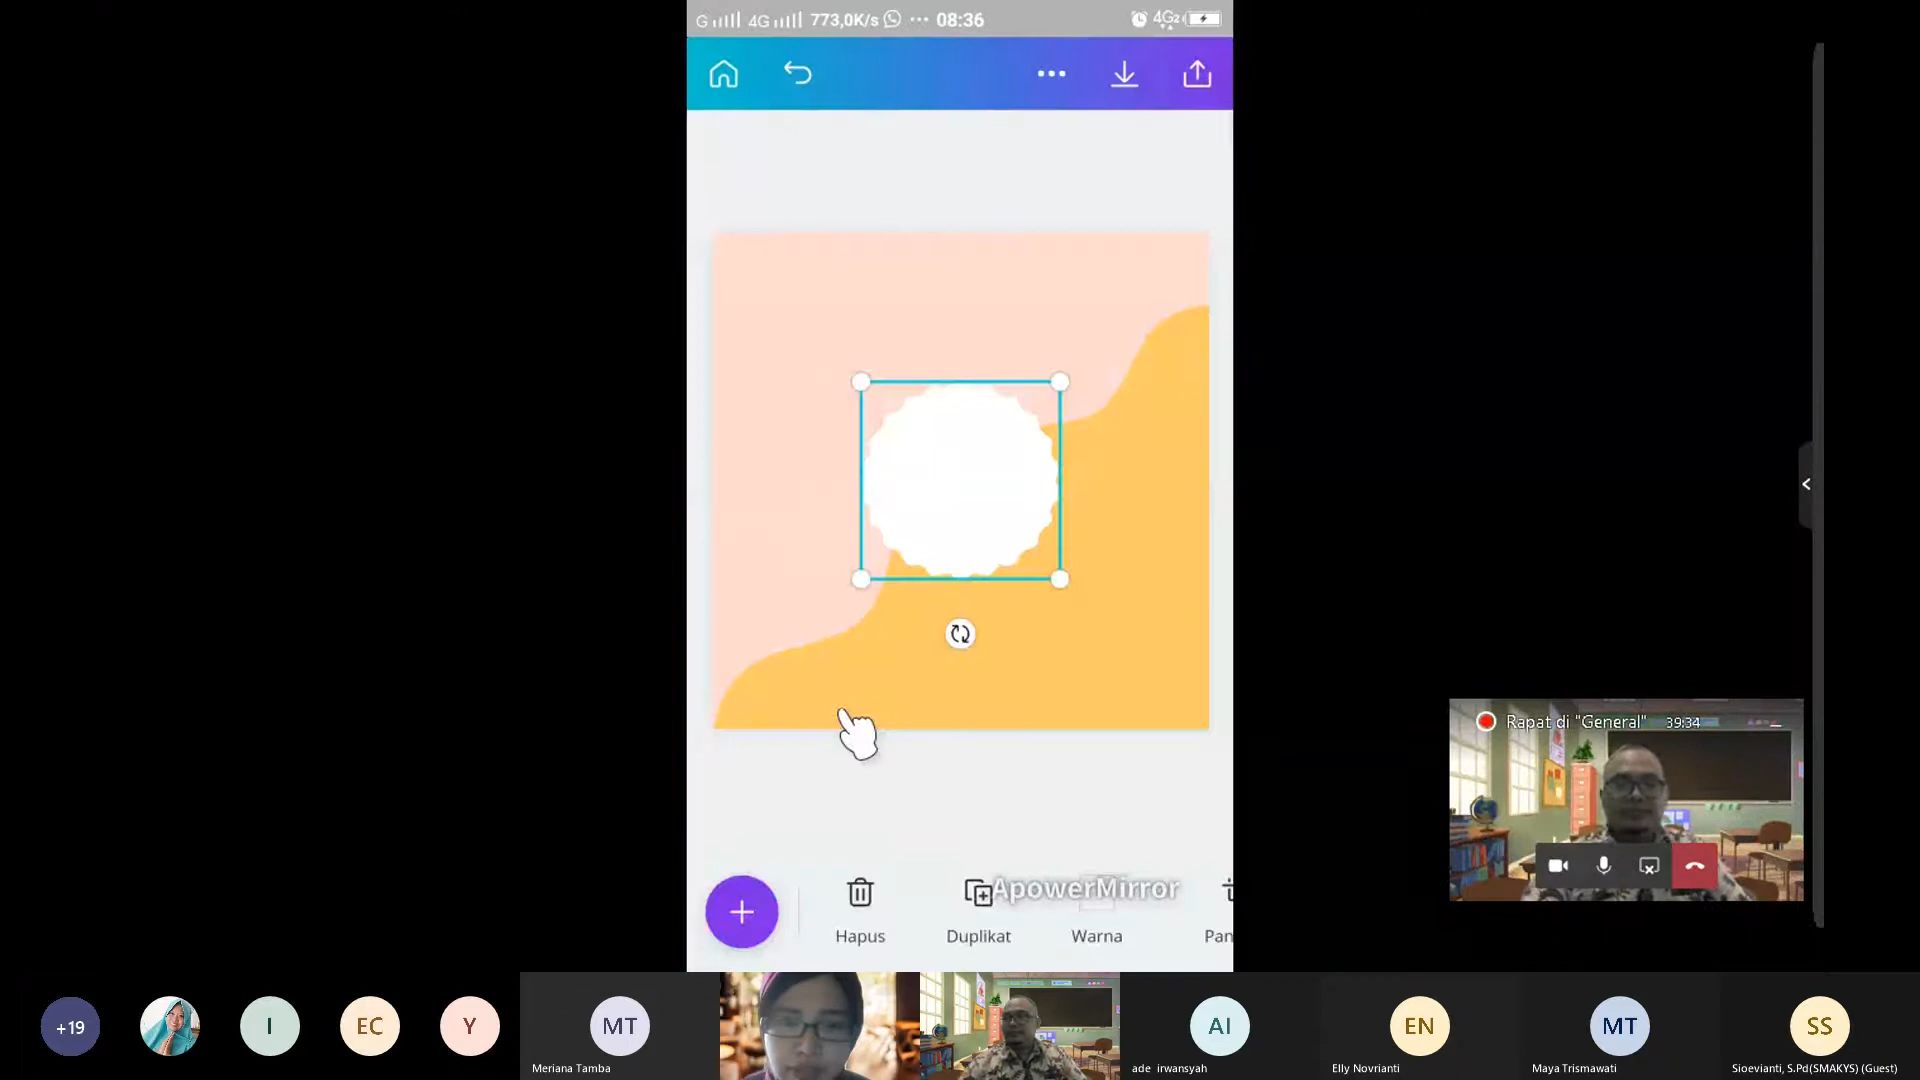 G 4G 773,0K/s ... 08:36 4G2
Hapus
Duplikat
Warna
Pan
ApowerMirror
Rapat di "General" 39:34
+19
I
EC
Y
MT
Meriana Tamba
AI
ade irwansyah
EN
Elly Novrianti
MT
Maya Trismawati
SS
Sioevianti, S.Pd(SMAKYS) (Guest)